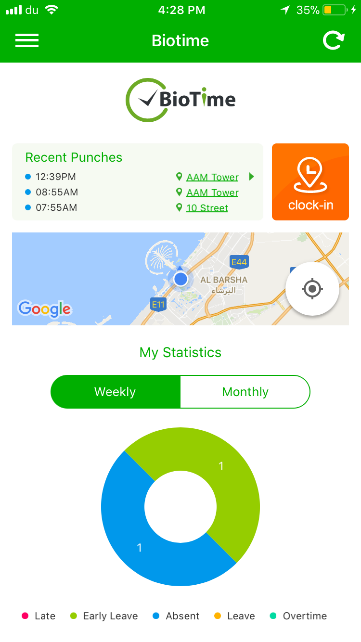 du 4:28 PM 35%
Biotime
BioTime
Recent Punches
12:39PM AAM Tower
08:55AM AAM Tower
07:55AM 10 Street
clock-in
E44
AL BARSHA
البرشاء
E11
Google
My Statistics
Weekly Monthly
1
1
Late Early Leave Absent Leave Overtime